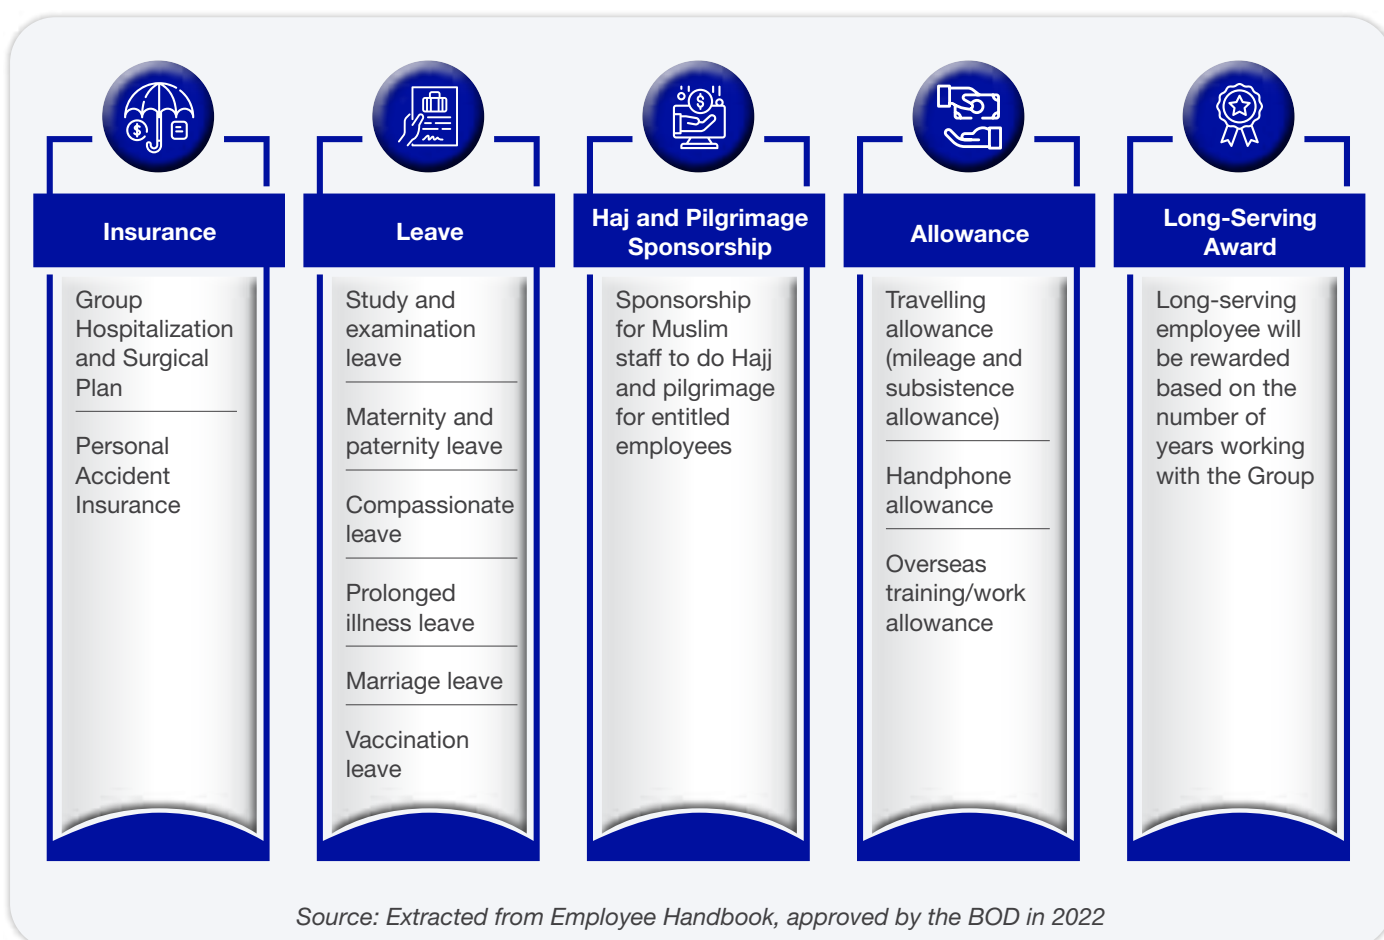 Insurance
Group
Hospitalization
and Surgical
Plan
Personal
Accident
Insurance
Leave
Study and
examination
leave
Maternity and
paternity leave
Compassionate
leave
Prolonged
illness leave
Marriage leave
Vaccination
leave
Haj and Pilgrimage
Sponsorship
Sponsorship
for Muslim
staff to do Hajj
and pilgrimage
for entitled
employees
Allowance
Travelling
allowance
(mileage and
subsistence
allowance)
Handphone
allowance
Overseas
training/work
allowance
Long-Serving
Award
Long-serving
employee will
be rewarded
based on the
number of
years working
with the Group
Source: Extracted from Employee Handbook, approved by the BOD in 2022